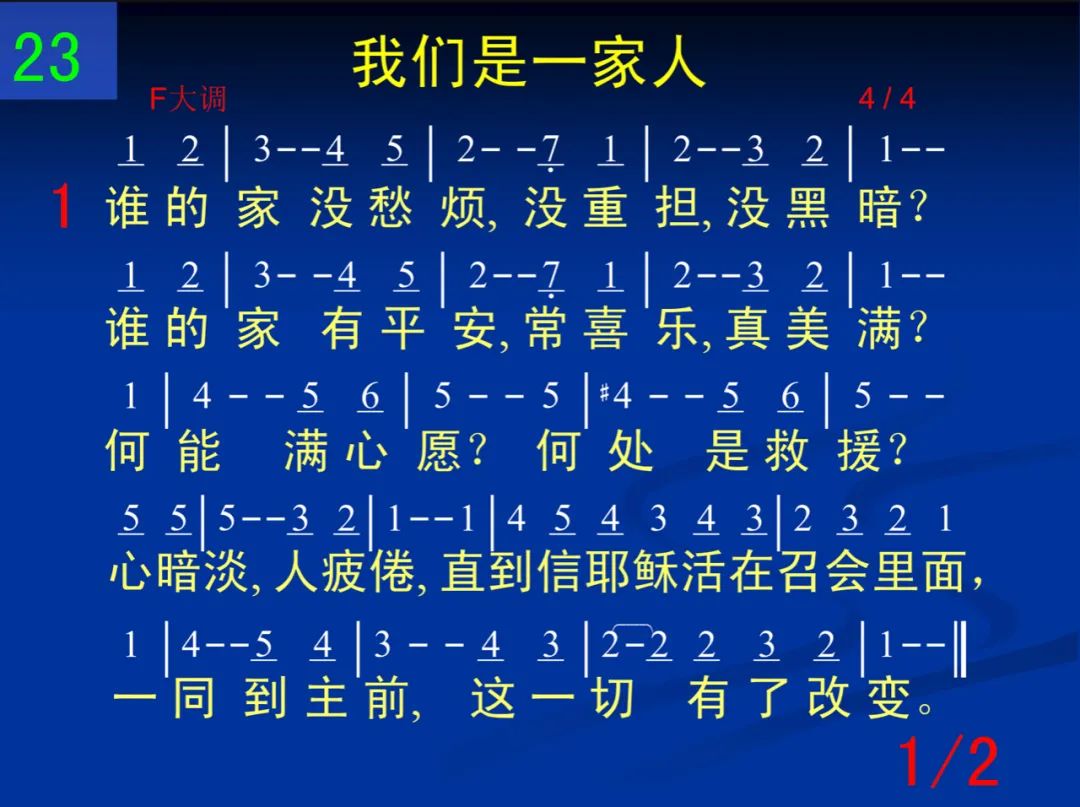 23
我们是一家人
F大调 4/4
1 2 | 3--4 5 | 2--7̣ 1 | 2--3 2 | 1--
1 谁的家 没愁烦, 没重担, 没黑暗?
1 2 | 3--4 5 | 2--7̣ 1 | 2--3 2 | 1--
谁的家 有平安, 常喜乐, 真美满?
1 | 4--5 6 | 5--5 | #4--5 6 | 5--
何能 满心愿? 何处 是救援?
5 5 | 5--3 2 | 1--1 | 4 5 4 3 4 3 | 2 3 2 1
心暗淡, 人疲倦, 直到信耶稣活在召会里面,
1 | 4--5 4 | 3--4 3 | 2-2 2 3 2 | 1--‖
一同到主前, 这一切 有了改变。
1/2